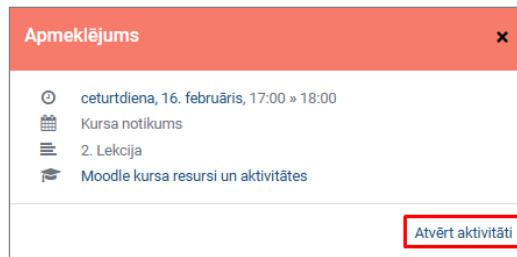 Apmeklējums
ceturtdiena, 16. februāris, 17:00 » 18:00
Kursa notikums
2. Lekcija
Moodle kursa resursi un aktivitātes
Atvērt aktivitāti